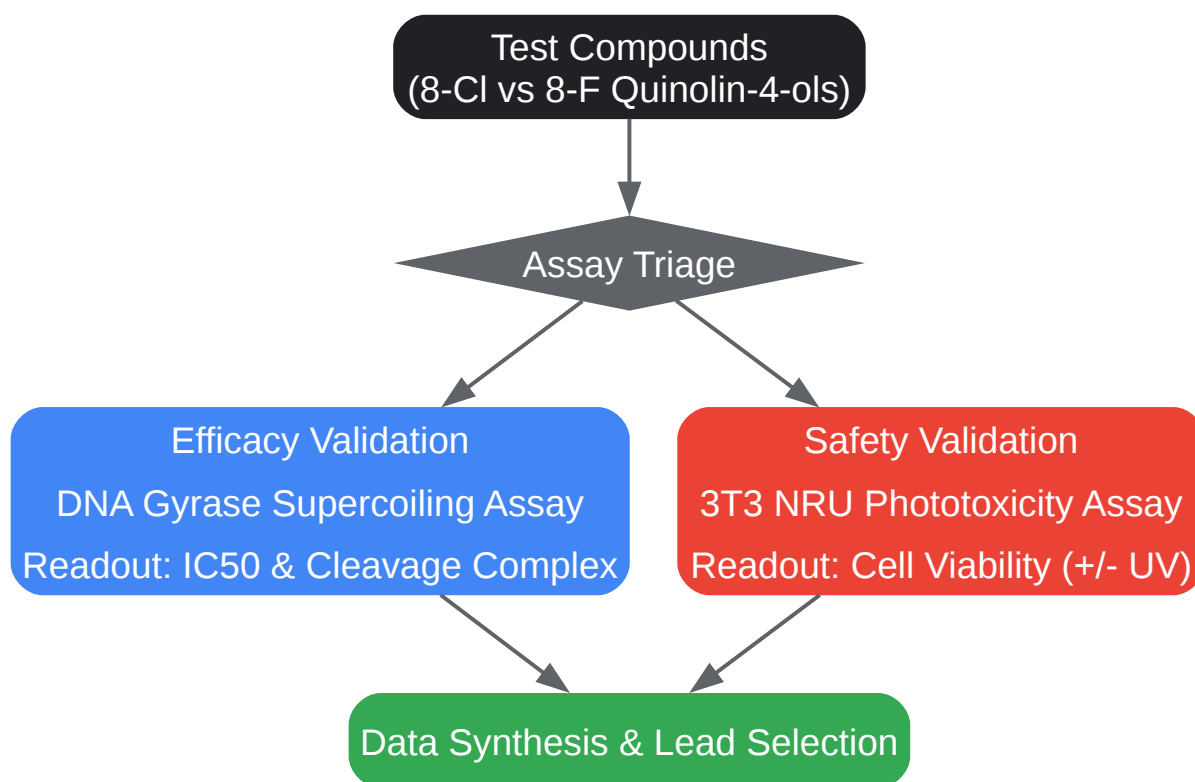 Test Compounds
(8-Cl vs 8-F Quinolin-4-ols)
Assay Triage
Efficacy Validation
DNA Gyrase Supercoiling Assay
Readout: IC50 & Cleavage Complex
Safety Validation
3T3 NRU Phototoxicity Assay
Readout: Cell Viability (+/- UV)
Data Synthesis & Lead Selection